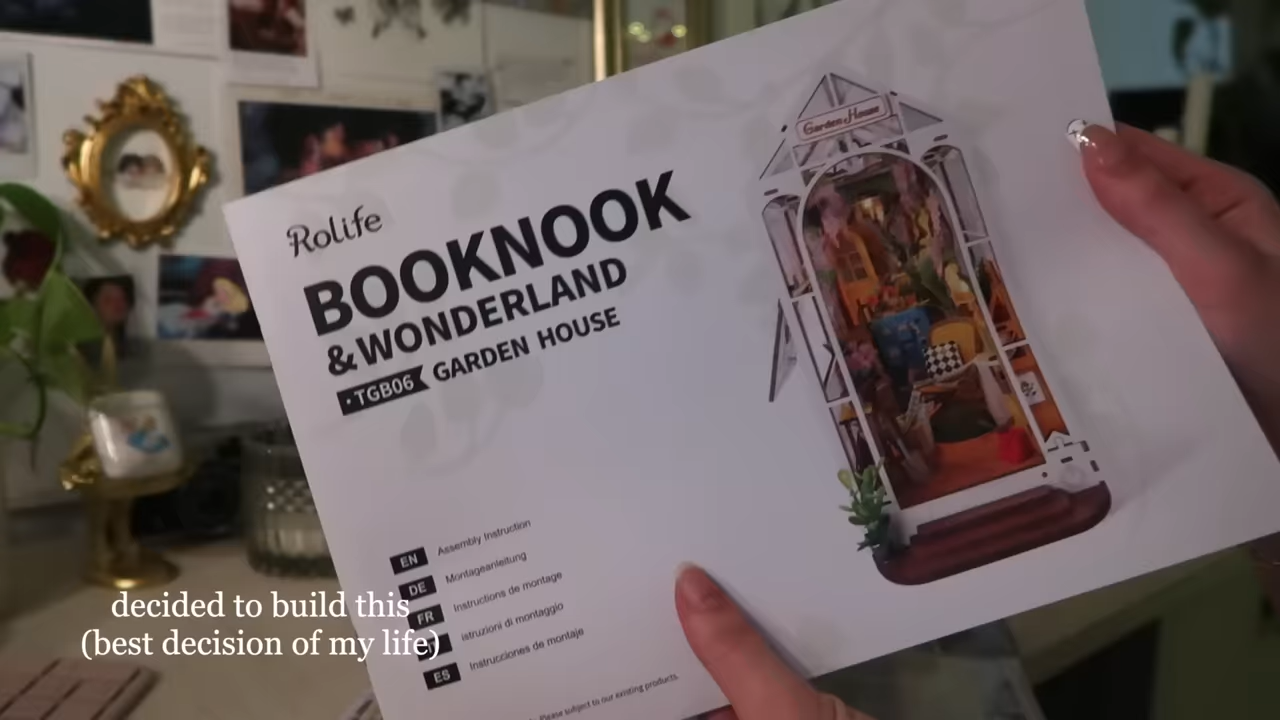 Rolife
BOOKNOOK
&WONDERLAND
·TGB06 GARDEN HOUSE
Garden House
EN Assembly Instruction
DE Montageanleitung
FR Instructions de montage
istruzioni di montaggio
ES Instrucciones de montaje
Please subject to our existing products.
decided to build this
(best decision of my life)